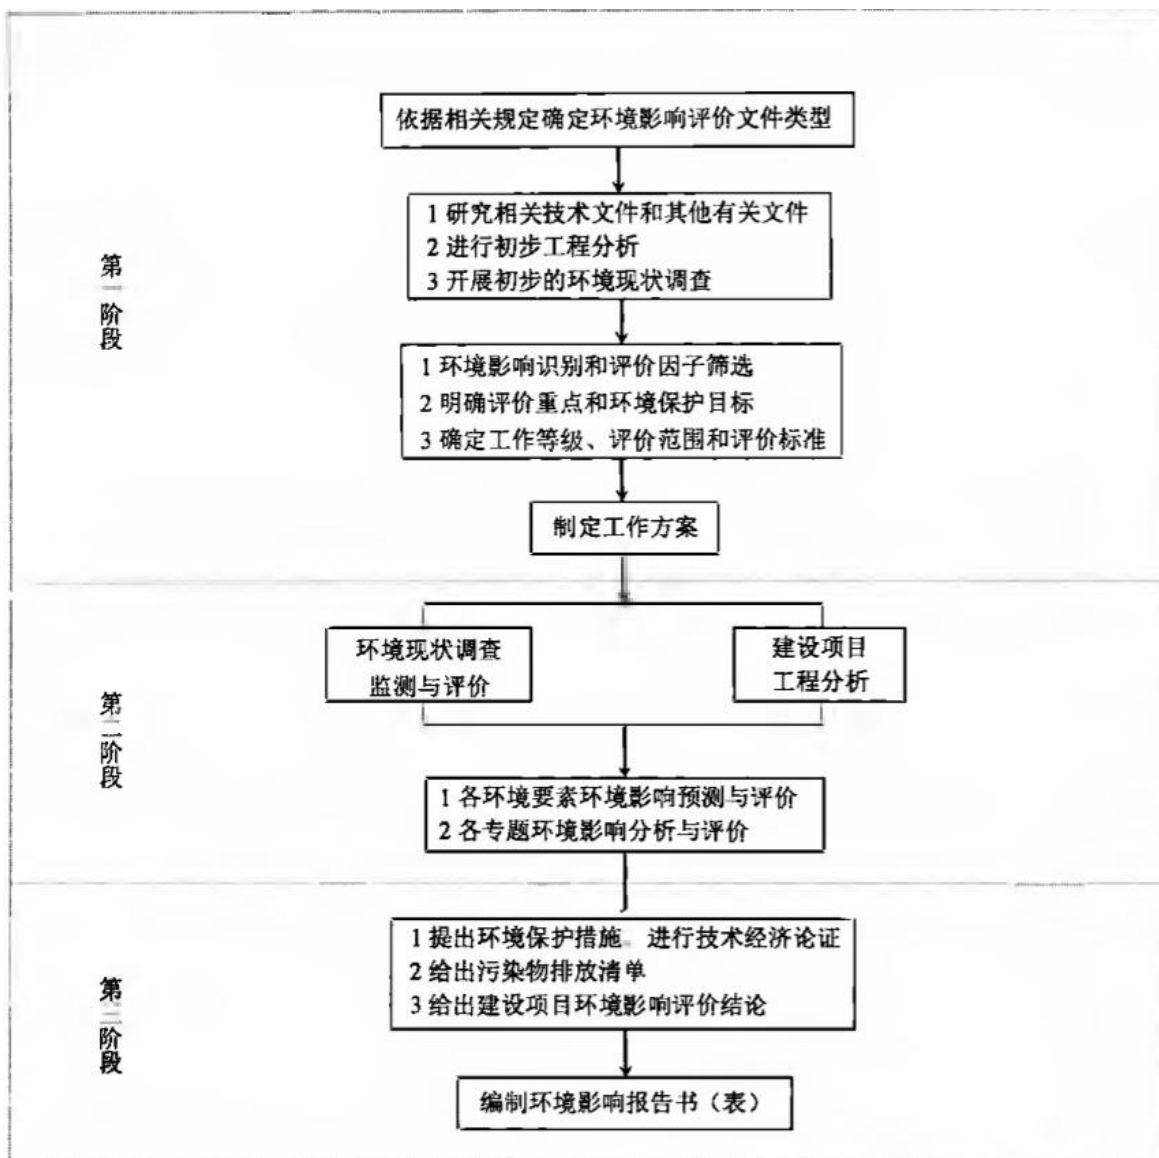 依据相关规定确定环境影响评价文件类型
1 研究相关技术文件和其他有关文件
2 进行初步工程分析
3 开展初步的环境现状调查
第一阶段
1 环境影响识别和评价因子筛选
2 明确评价重点和环境保护目标
3 确定工作等级、评价范围和评价标准
制定工作方案
环境现状调查
监测与评价
建设项目
工程分析
第二阶段
1 各环境要素环境影响预测与评价
2 各专题环境影响分析与评价
1 提出环境保护措施 进行技术经济论证
2 给出污染物排放清单
3 给出建设项目环境影响评价结论
第三阶段
编制环境影响报告书（表）